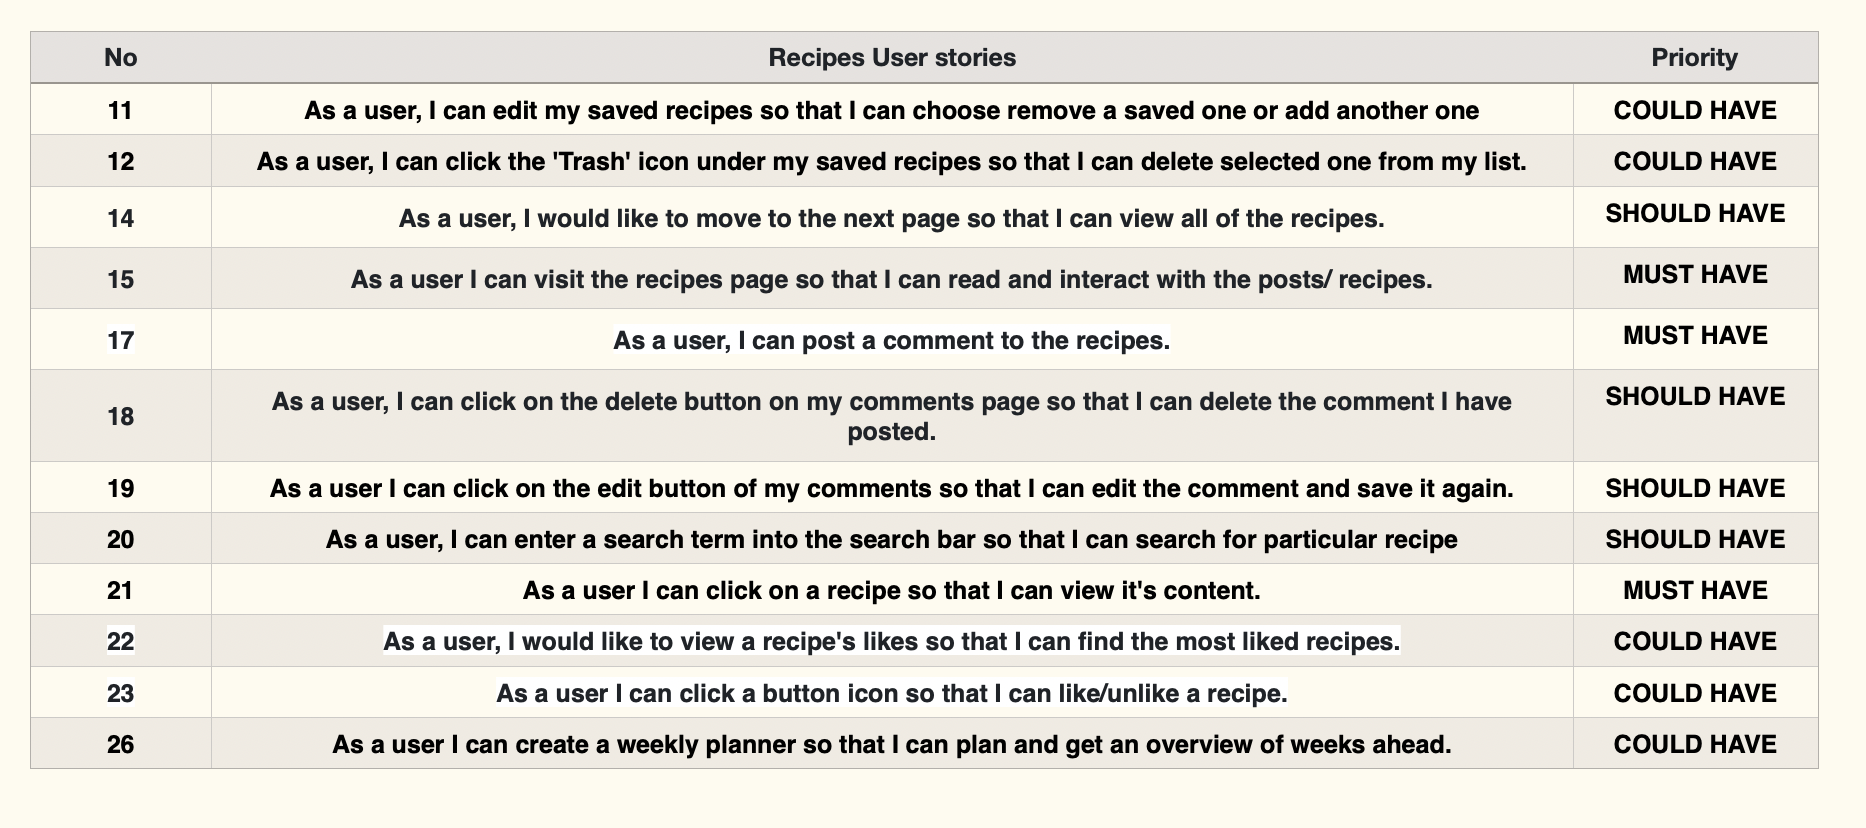 No Recipes User stories Priority
11 As a user, I can edit my saved recipes so that I can choose remove a saved one or add another one COULD HAVE
12 As a user, I can click the 'Trash' icon under my saved recipes so that I can delete selected one from my list. COULD HAVE
14 As a user, I would like to move to the next page so that I can view all of the recipes. SHOULD HAVE
15 As a user I can visit the recipes page so that I can read and interact with the posts/ recipes. MUST HAVE
17 As a user, I can post a comment to the recipes. MUST HAVE
18 As a user, I can click on the delete button on my comments page so that I can delete the comment I have SHOULD HAVE
posted.
19 As a user I can click on the edit button of my comments so that I can edit the comment and save it again. SHOULD HAVE
20 As a user, I can enter a search term into the search bar so that I can search for particular recipe SHOULD HAVE
21 As a user I can click on a recipe so that I can view it's content. MUST HAVE
22 As a user, I would like to view a recipe's likes so that I can find the most liked recipes. COULD HAVE
23 As a user I can click a button icon so that I can like/unlike a recipe. COULD HAVE
26 As a user I can create a weekly planner so that I can plan and get an overview of weeks ahead. COULD HAVE